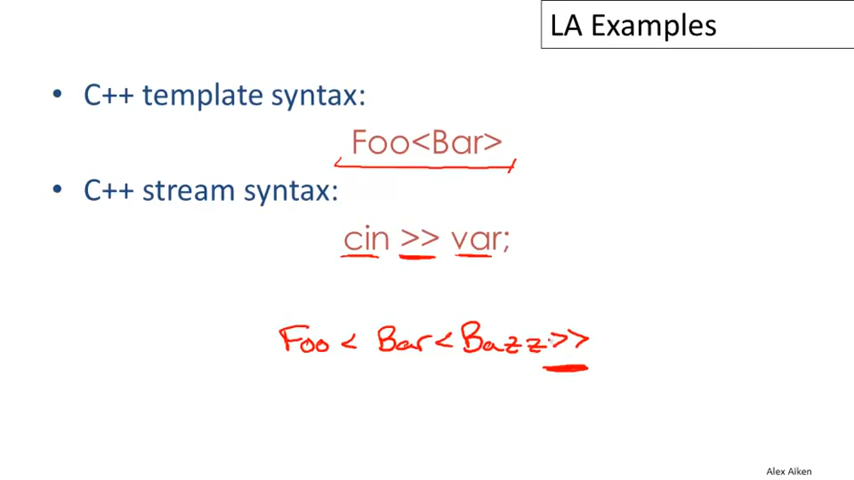 LA Examples
• C++ template syntax:
Foo<Bar>
• C++ stream syntax:
cin >> var;
Foo < Bar < Bazz >>
Alex Aiken